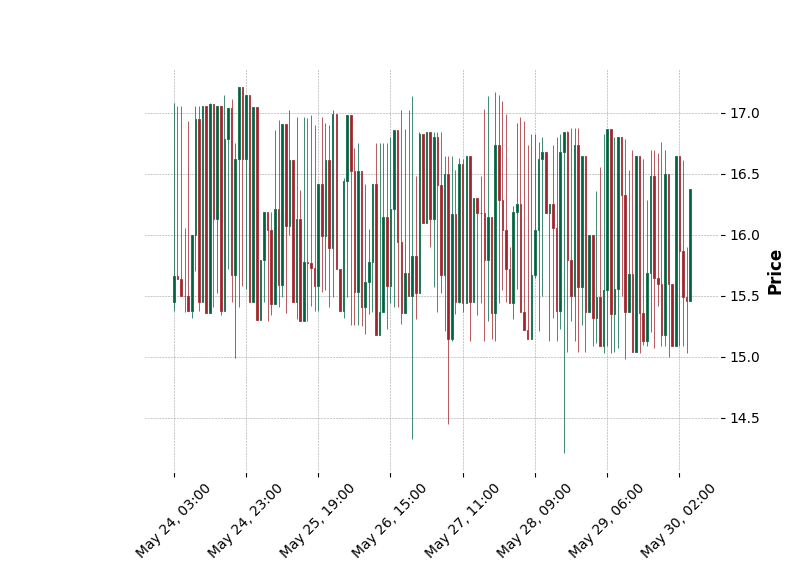 17.0
16.5
16.0
15.5
15.0
14.5
Price
May 24, 03:00
May 24, 23:00
May 25, 19:00
May 26, 15:00
May 27, 11:00
May 28, 09:00
May 29, 06:00
May 30, 02:00